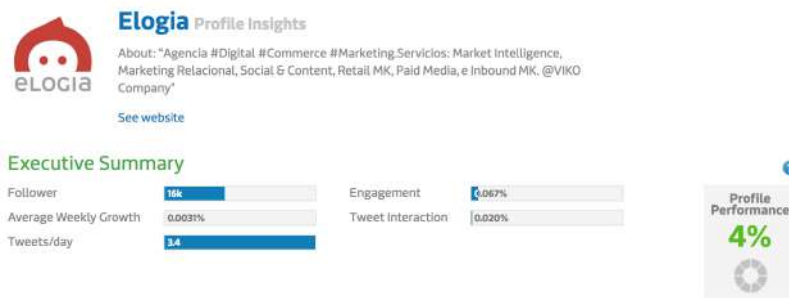 Elogia Profile Insights
eLOGIA
About: "Agencia #Digital #Commerce #Marketing.Servicios: Market Intelligence,
Marketing Relacional, Social & Content, Retail MK, Paid Media, e Inbound MK. @VIKO
Company"
See website
Executive Summary
Follower 16k
Engagement 0.067%
Average Weekly Growth 0.0031%
Tweet Interaction 0.020%
Tweets/day 3.4
Profile
Performance
4%